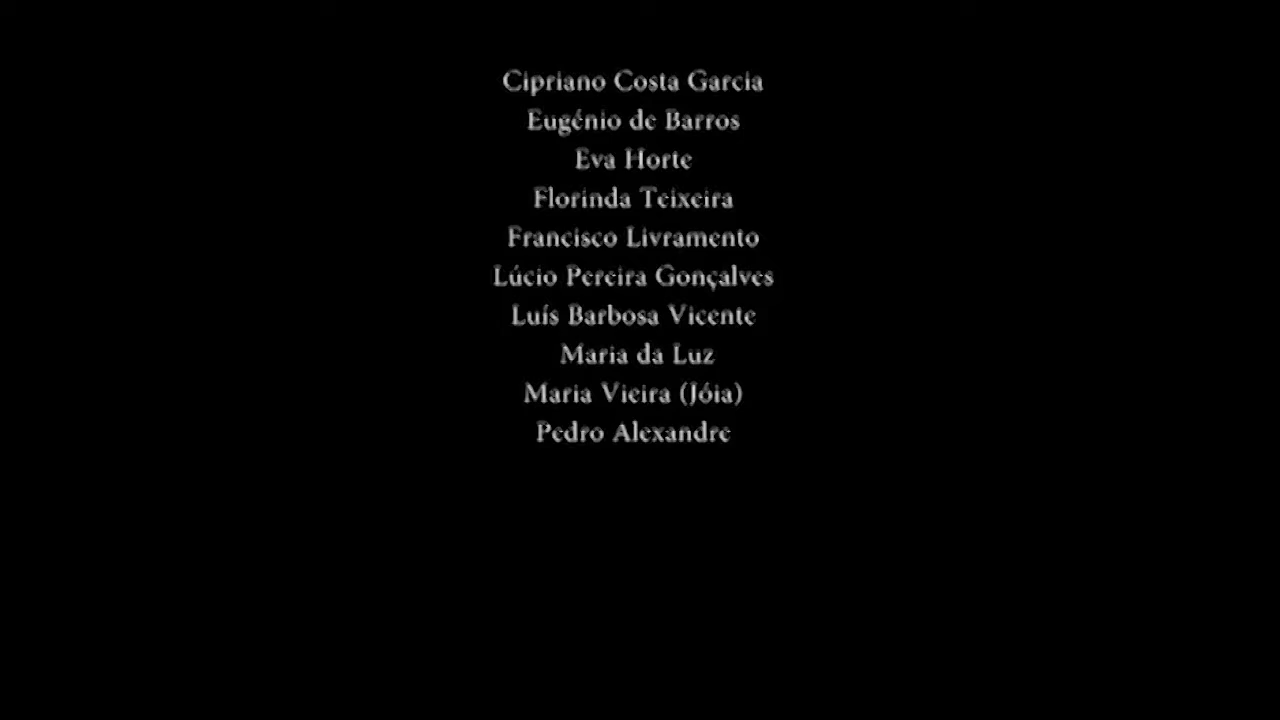 Cipriano Costa Garcia
Eugénio de Barros
Eva Horte
Florinda Teixeira
Francisco Livramento
Lúcio Pereira Gonçalves
Luís Barbosa Vicente
Maria da Luz
Maria Vieira (Jóia)
Pedro Alexandre